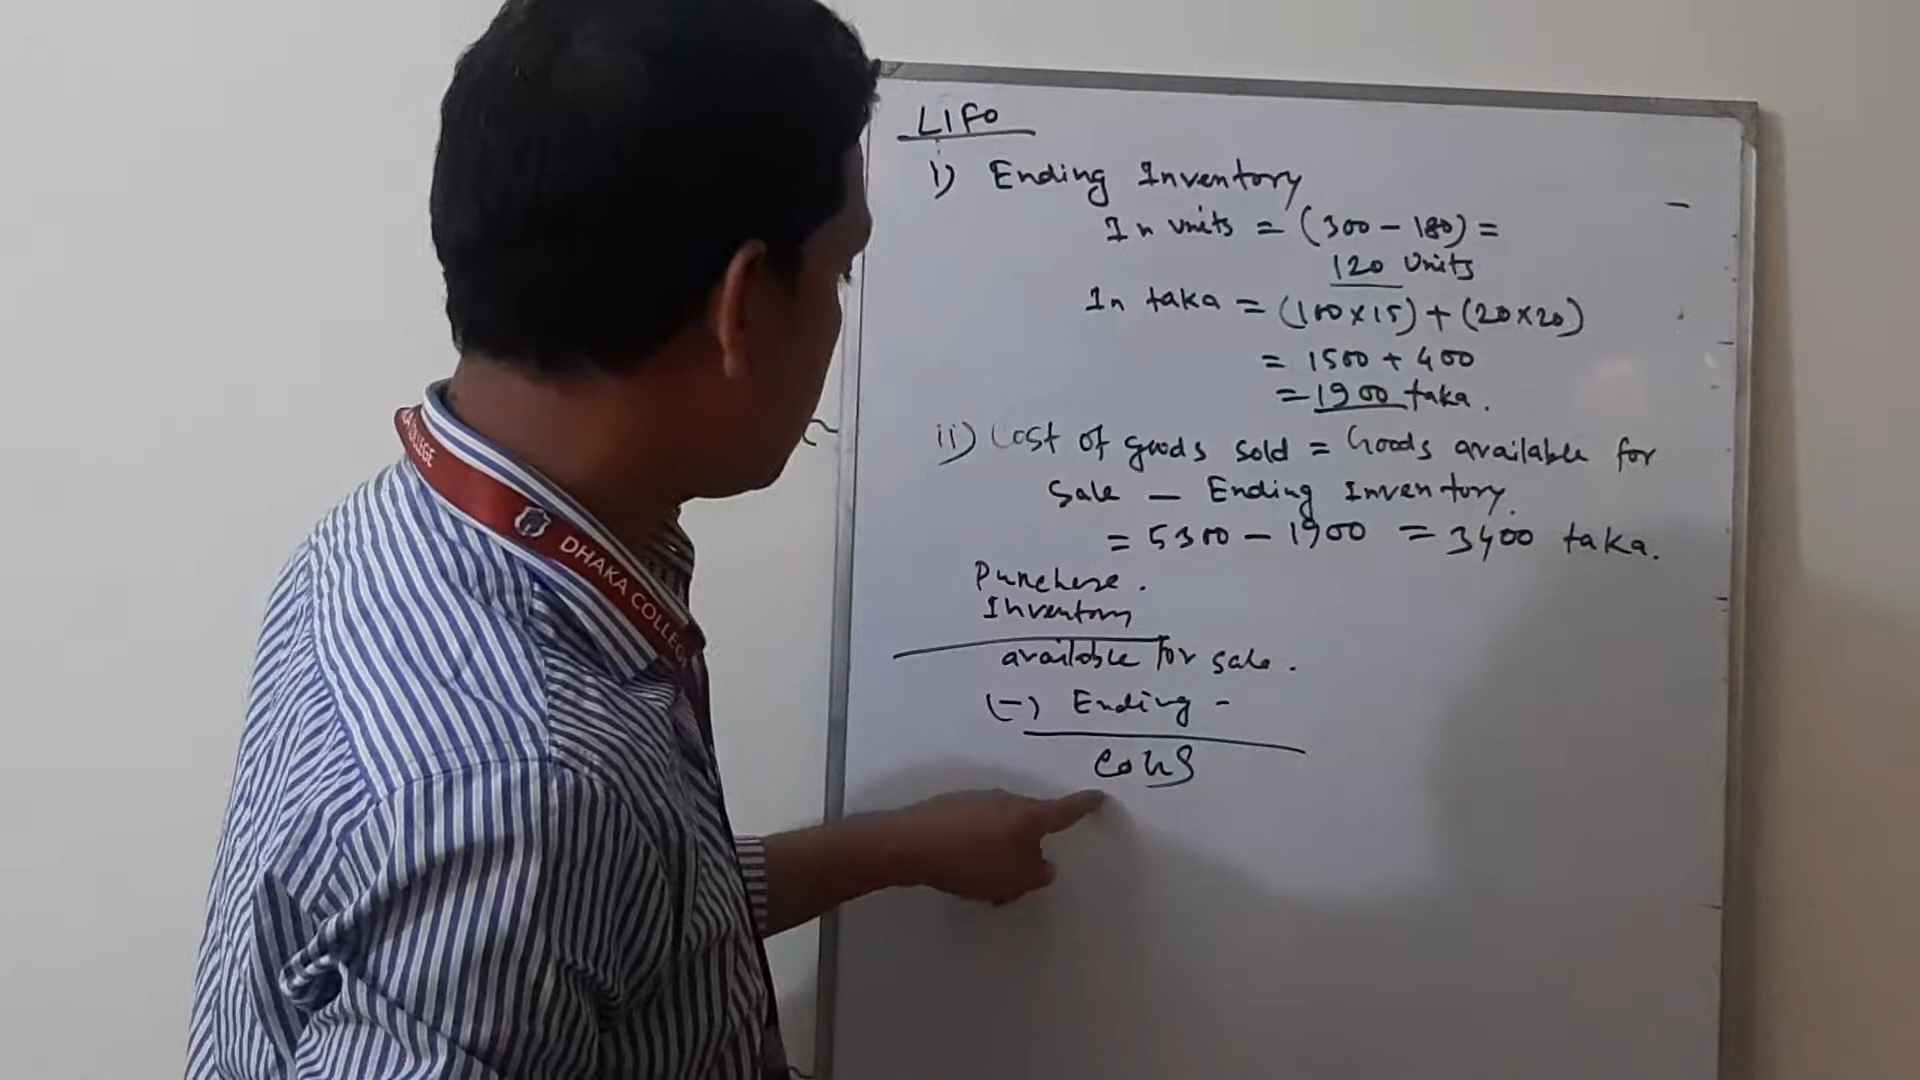 LIFO
i) Ending Inventory
In units = (300 - 180) =
120 Units
In taka = (100×15) + (20×20)
= 1500 + 400
= 1900 taka.
ii) Cost of goods sold = Goods available for
Sale — Ending Inventory.
= 5300 - 1900 = 3400 taka.
Purchase.
Inventory
available for sale.
(-) Ending -
COGS
DHAKA COLLEGE